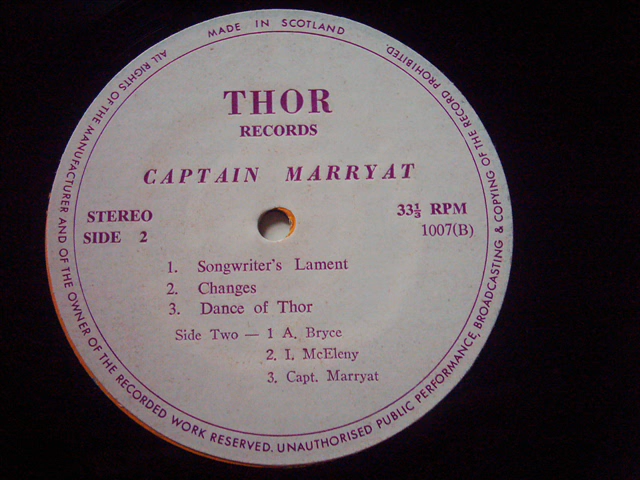 MADE IN SCOTLAND
ALL RIGHTS OF THE MANUFACTURER AND OF THE OWNER OF THE RECORDED WORK RESERVED. UNAUTHORISED PUBLIC PERFORMANCE, BROADCASTING & COPYING OF THE RECORD PROHIBITED.
THOR
RECORDS
CAPTAIN MARRYAT
STEREO
SIDE 2
33⅓ RPM
1007(B)
1. Songwriter's Lament
2. Changes
3. Dance of Thor
Side Two — 1 A. Bryce
2. I. McEleny
3. Capt. Marryat